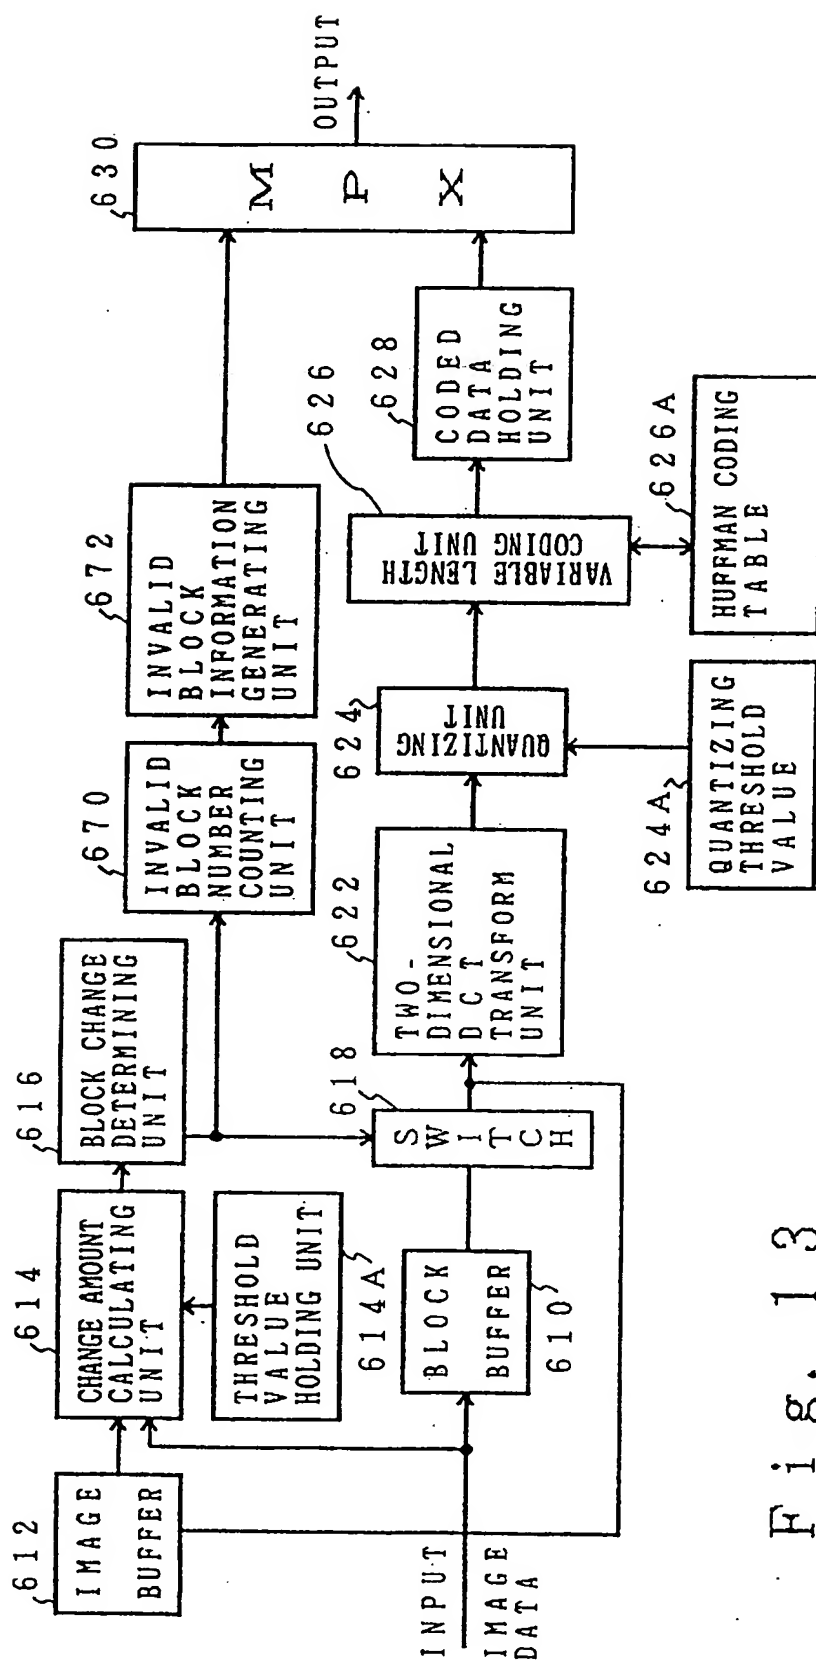 612
IMAGE
BUFFER
614
CHANGE AMOUNT
CALCULATING
UNIT
616
BLOCK CHANGE
DETERMINING
UNIT
THRESHOLD
VALUE
HOLDING UNIT
614A
670
INVALID
BLOCK
NUMBER
COUNTING
UNIT
672
INVALID
BLOCK
INFORMATION
GENERATING
UNIT
630
MPX
OUTPUT
INPUT
IMAGE
DATA
BLOCK
BUFFER
610
618
SWITCH
622
TWO-
DIMENSIONAL
DCT
TRANSFORM
UNIT
624
QUANTIZING
UNIT
626
VARIABLE LENGTH
CODING UNIT
628
CODED
DATA
HOLDING
UNIT
624A
QUANTIZING
THRESHOLD
VALUE
626A
HUFFMAN CODING
TABLE
Fig. 13